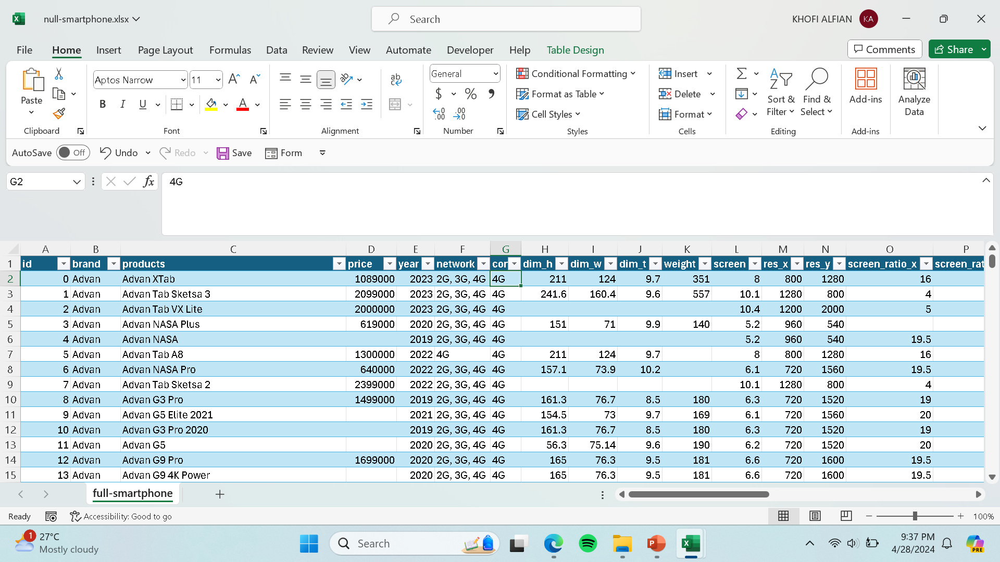 null-smartphone.xlsx
Search
KHOFI ALFIAN KA
File Home Insert Page Layout Formulas Data Review View Automate Developer Help Table Design Comments Share
Paste
Clipboard
Aptos Narrow 11
B I U A
Font
ab
Alignment
General
$ % ,
Number
Conditional Formatting
Format as Table
Cell Styles
Styles
Insert
Delete
Format
Cells
Sort & Filter
Find & Select
Editing
Add-ins
Add-ins
Analyze Data
AutoSave Off Undo Redo Save Form
G2 fx 4G
A B C D E F G H I J K L M N O P
1 id brand products price year network cor dim_h dim_w dim_t weight screen res_x res_y screen_ratio_x screen_rat
2 0 Advan Advan XTab 1089000 2023 2G, 3G, 4G 4G 211 124 9.7 351 8 800 1280 16
3 1 Advan Advan Tab Sketsa 3 2099000 2023 2G, 3G, 4G 4G 241.6 160.4 9.6 557 10.1 1280 800 4
4 2 Advan Advan Tab VX Lite 2000000 2023 2G, 3G, 4G 4G 10.4 1200 2000 5
5 3 Advan Advan NASA Plus 619000 2020 2G, 3G, 4G 4G 151 71 9.9 140 5.2 960 540
6 4 Advan Advan NASA 2019 2G, 3G, 4G 4G 5.2 960 540 19.5
7 5 Advan Advan Tab A8 1300000 2022 4G 4G 211 124 9.7 8 800 1280 16
8 6 Advan Advan NASA Pro 640000 2022 2G, 3G, 4G 4G 157.1 73.9 10.2 6.1 720 1560 19.5
9 7 Advan Advan Tab Sketsa 2 2399000 2022 2G, 3G, 4G 4G 10.1 1280 800 4
10 8 Advan Advan G3 Pro 1499000 2019 2G, 3G, 4G 4G 161.3 76.7 8.5 180 6.3 720 1520 19
11 9 Advan Advan G5 Elite 2021 2021 2G, 3G, 4G 4G 154.5 73 9.7 169 6.1 720 1560 20
12 10 Advan Advan G3 Pro 2020 2019 2G, 3G, 4G 4G 161.3 76.7 8.5 180 6.3 720 1520 19
13 11 Advan Advan G5 2020 2G, 3G, 4G 4G 56.3 75.14 9.6 190 6.2 720 1520 20
14 12 Advan Advan G9 Pro 1699000 2020 2G, 3G, 4G 4G 165 76.3 9.5 181 6.6 720 1600 19.5
15 13 Advan Advan G9 4K Power 2020 2G, 3G, 4G 4G 165 76.3 9.5 181 6.6 720 1600 19.5
full-smartphone
Ready Accessibility: Good to go 100%
1 27°C
Mostly cloudy
Search
9:37 PM
4/28/2024
PRE